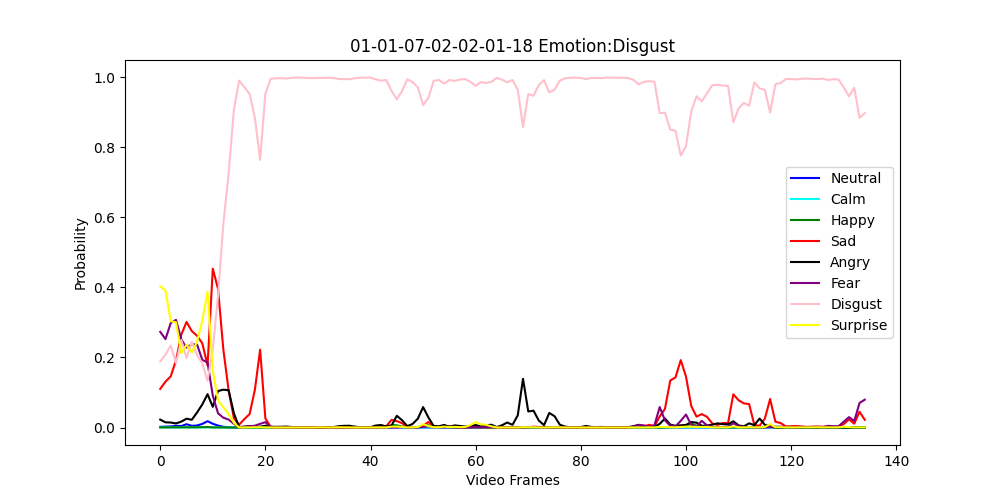 01-01-07-02-02-01-18 Emotion:Disgust
Probability
1.0
0.8
0.6
0.4
0.2
0.0
Neutral
Calm
Happy
Sad
Angry
Fear
Disgust
Surprise
0 20 40 60 80 100 120 140
Video Frames